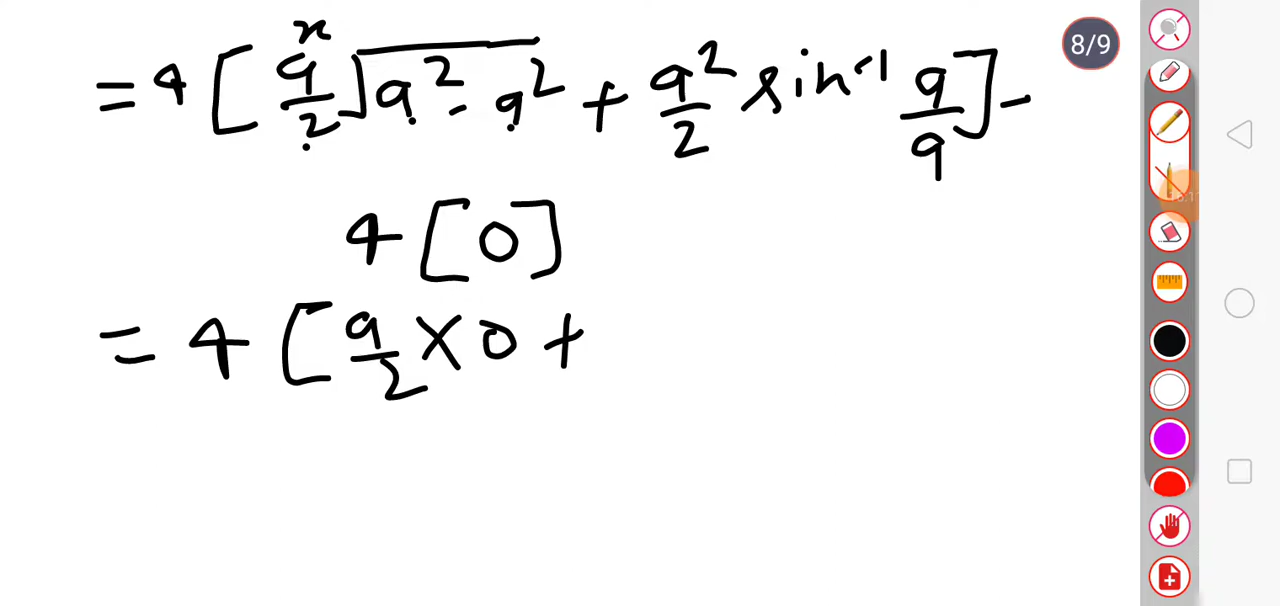 x
= 4 [ a/2 √a² - a² + a²/2 sin⁻¹ a/a ] -
4 [ 0 ]
= 4 [ a/2 × 0 +
8/9